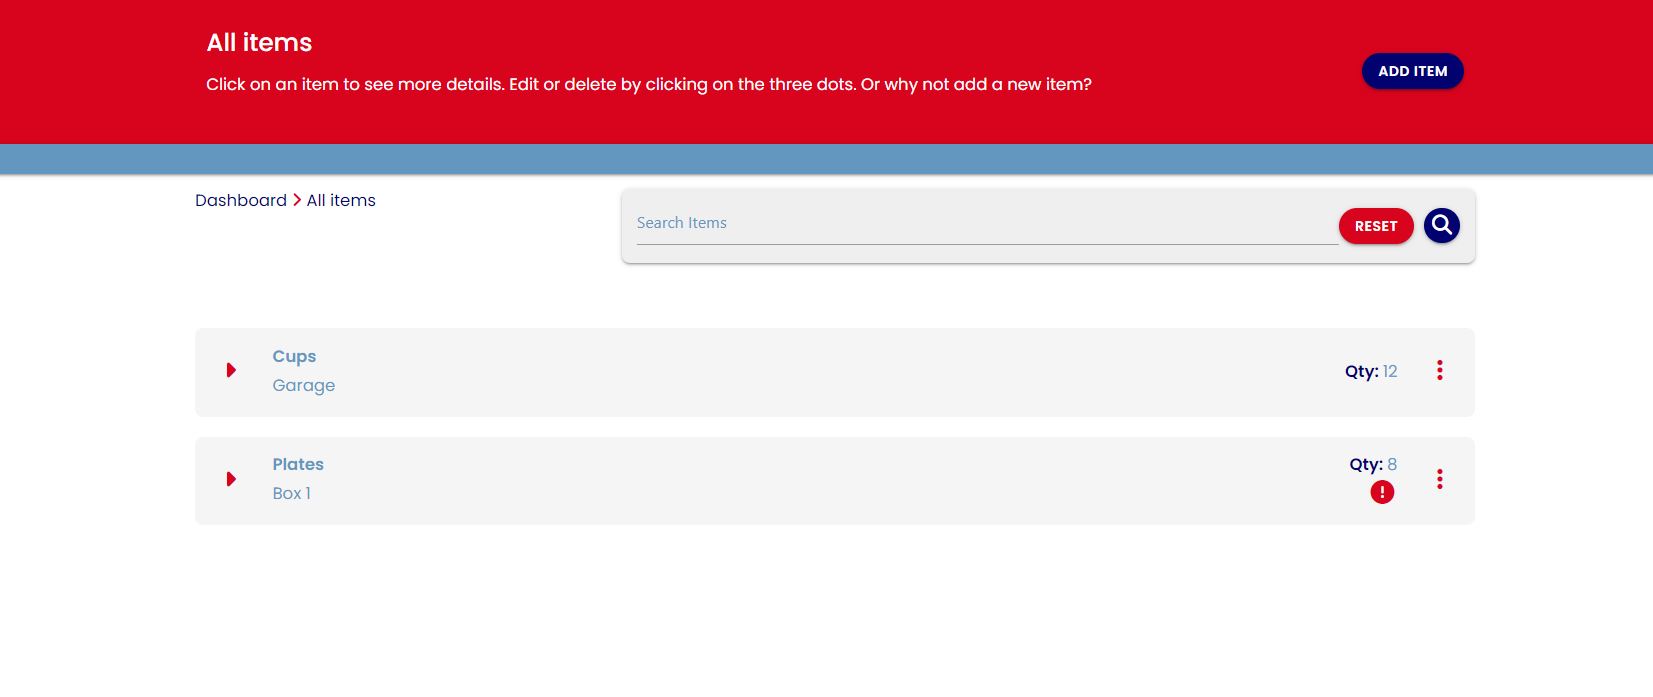 All items
Click on an item to see more details. Edit or delete by clicking on the three dots. Or why not add a new item?
ADD ITEM
Dashboard All items
Search Items
RESET
Cups
Garage
Qty: 12
Plates
Box 1
Qty: 8